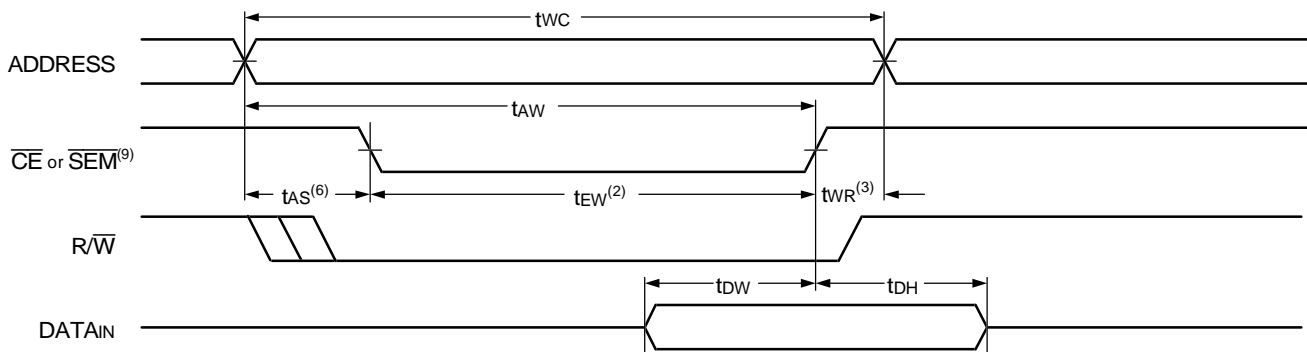 tWC
ADDRESS
tAW
CE or SEM(9)
tAS(6) tEW(2) tWR(3)
R/W
tDW tDH
DATAIN